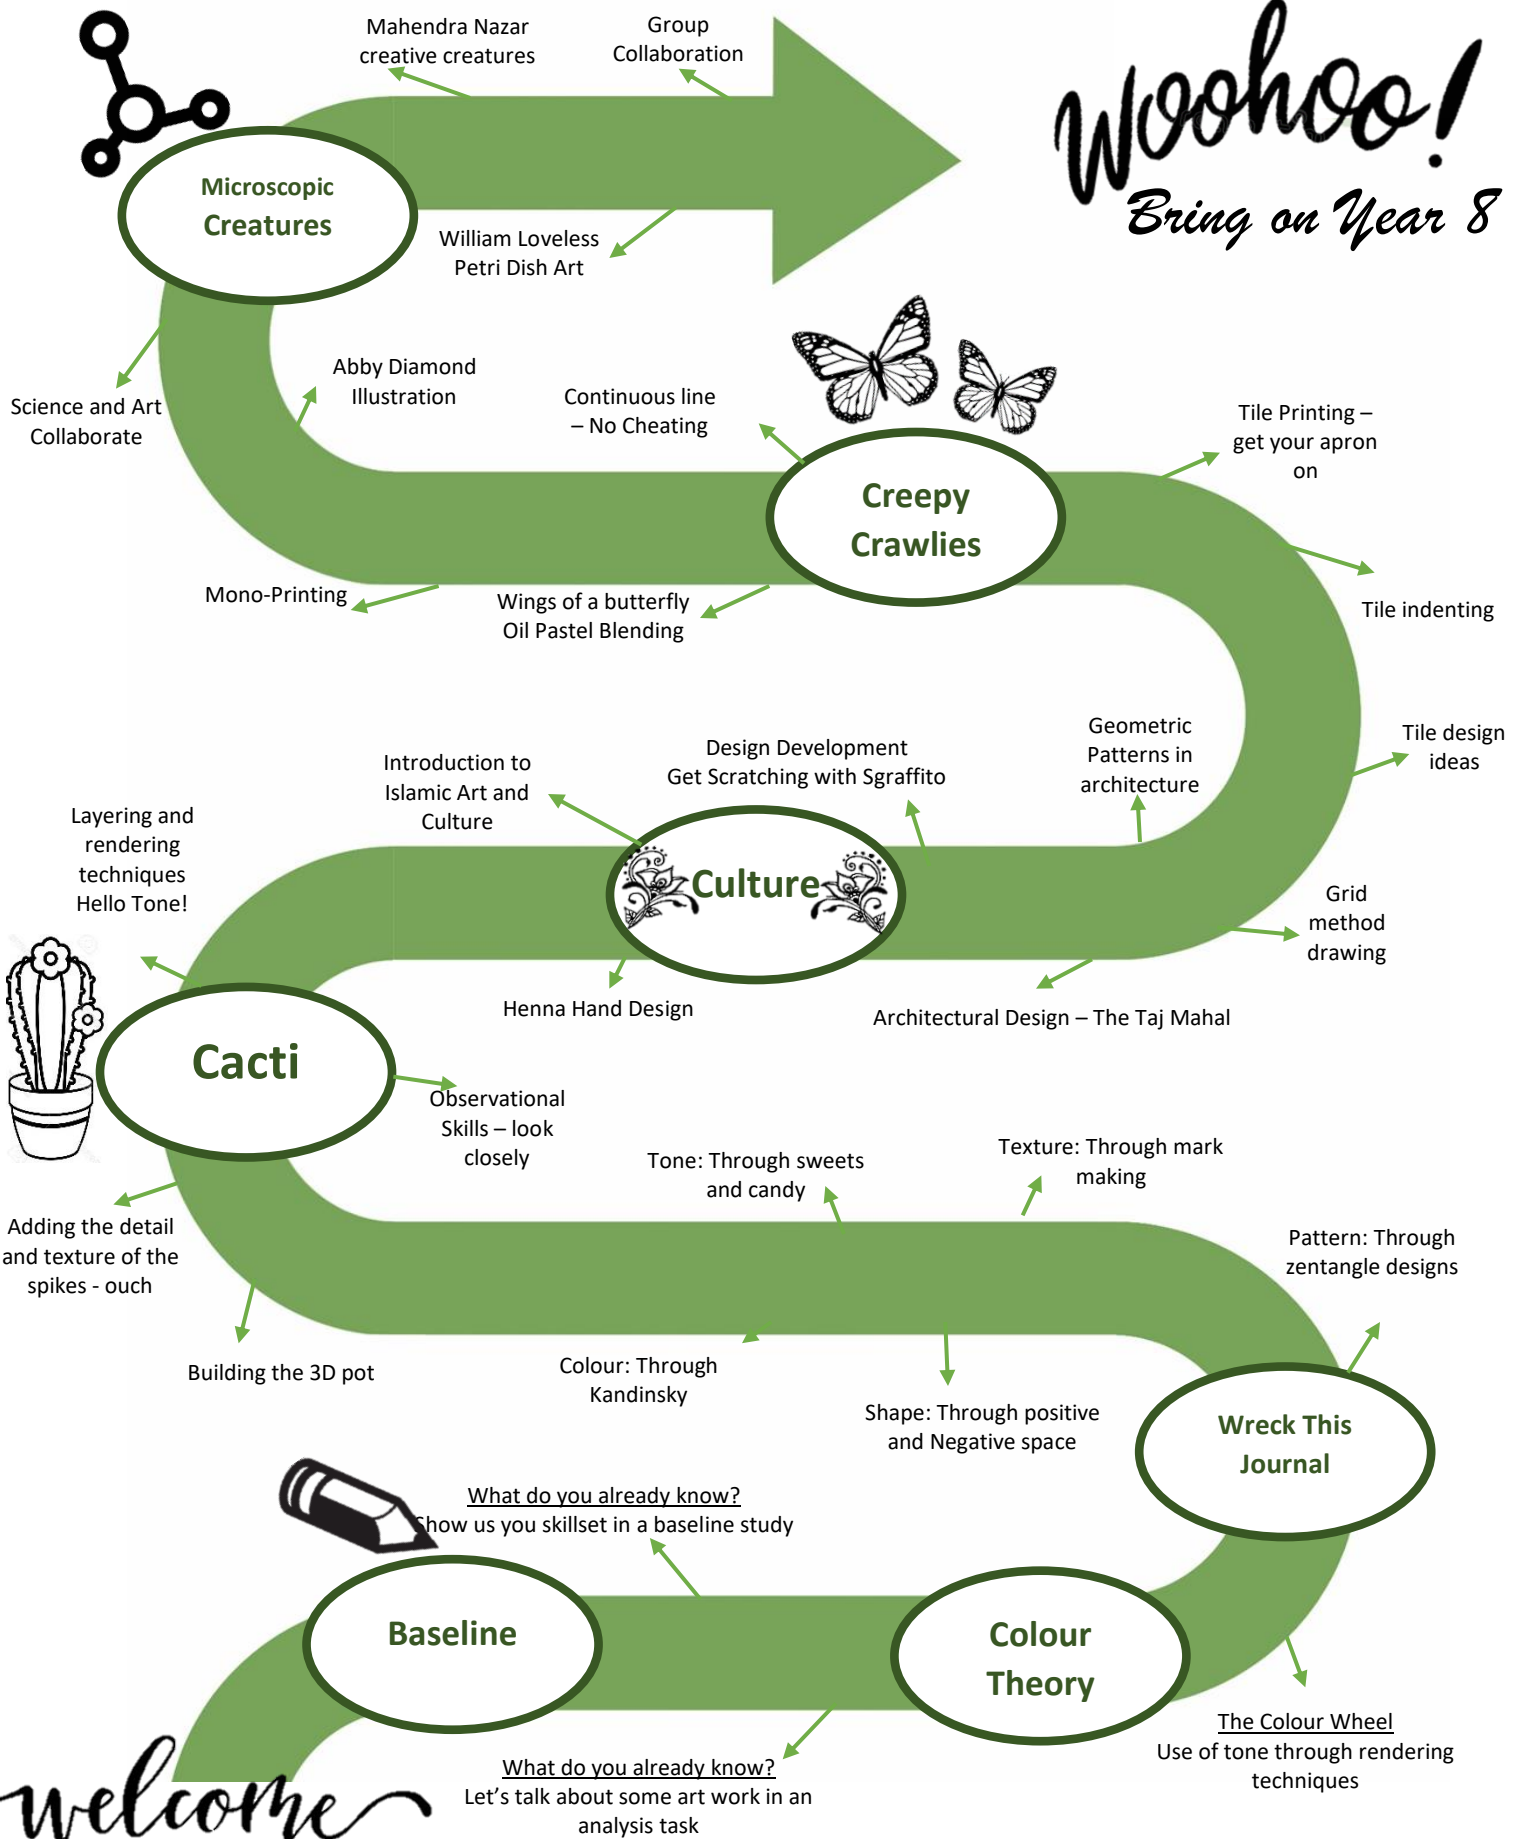 Mahendra Nazar
creative creatures
Group
Collaboration
Woohoo!
Bring on Year 8
Microscopic
Creatures
William Loveless
Petri Dish Art
Science and Art
Collaborate
Abby Diamond
Illustration
Continuous line
– No Cheating
Tile Printing –
get your apron
on
Creepy
Crawlies
Mono-Printing
Wings of a butterfly
Oil Pastel Blending
Tile indenting
Tile design
ideas
Geometric
Patterns in
architecture
Design Development
Get Scratching with Sgraffito
Introduction to
Islamic Art and
Culture
Layering and
rendering
techniques
Hello Tone!
Culture
Grid
method
drawing
Henna Hand Design
Architectural Design – The Taj Mahal
Cacti
Observational
Skills – look
closely
Tone: Through sweets
and candy
Texture: Through mark
making
Adding the detail
and texture of the
spikes - ouch
Pattern: Through
zentangle designs
Building the 3D pot
Colour: Through
Kandinsky
Shape: Through positive
and Negative space
Wreck This
Journal
What do you already know?
Show us you skillset in a baseline study
Baseline
Colour
Theory
The Colour Wheel
Use of tone through rendering
techniques
What do you already know?
Let's talk about some art work in an
analysis task
welcome